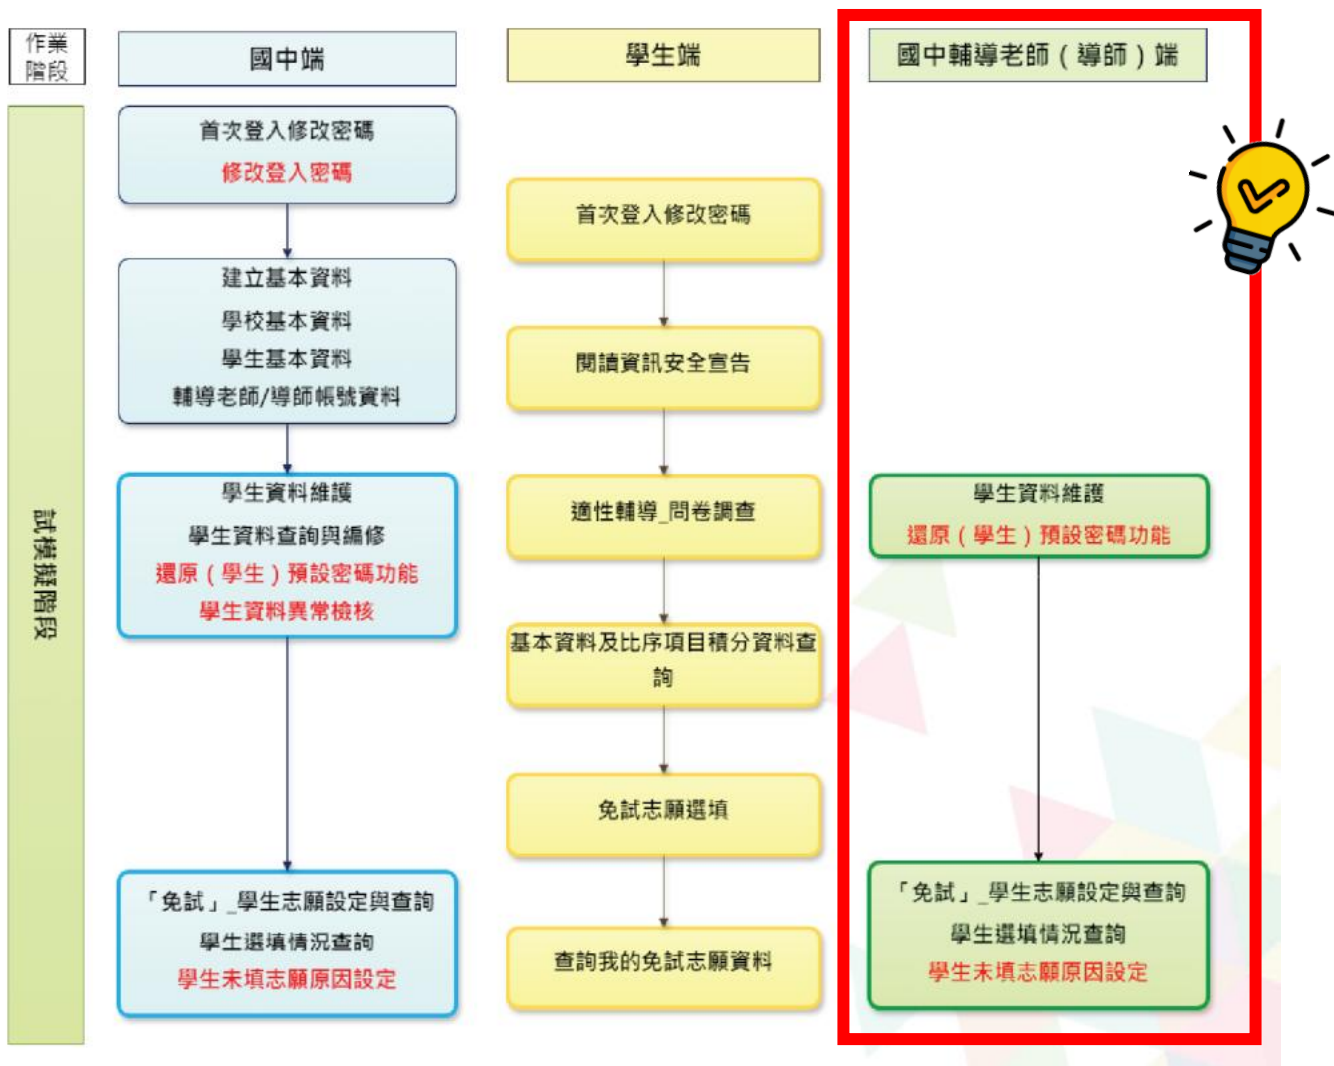 作業
階段
國中端
學生端
國中輔導老師（導師）端
試模擬階段
首次登入修改密碼
修改登入密碼
建立基本資料
學校基本資料
學生基本資料
輔導老師/導師帳號資料
學生資料維護
學生資料查詢與編修
還原（學生）預設密碼功能
學生資料異常檢核
「免試」_學生志願設定與查詢
學生選填情況查詢
學生未填志願原因設定
首次登入修改密碼
閱讀資訊安全宣告
適性輔導_問卷調查
基本資料及比序項目積分資料查
詢
免試志願選填
查詢我的免試志願資料
學生資料維護
還原（學生）預設密碼功能
「免試」_學生志願設定與查詢
學生選填情況查詢
學生未填志願原因設定